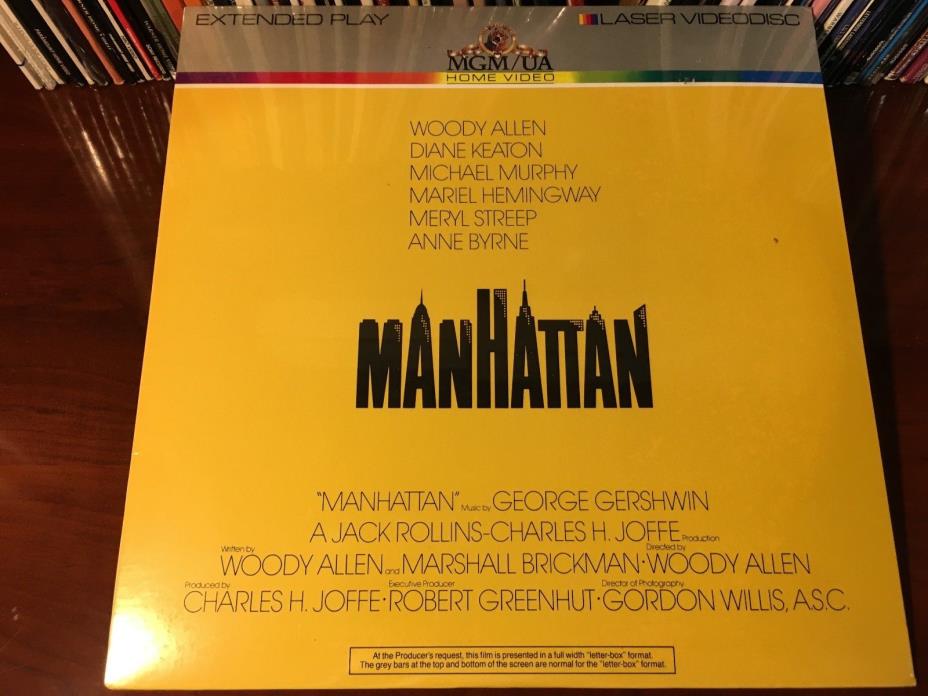 EXTENDED PLAY
LASER VIDEODISC
MGM/UA
HOME VIDEO
WOODY ALLEN
DIANE KEATON
MICHAEL MURPHY
MARIEL HEMINGWAY
MERYL STREEP
ANNE BYRNE
MANHATTAN
"MANHATTAN" Music by GEORGE GERSHWIN
A JACK ROLLINS-CHARLES H. JOFFE Production
Written by WOODY ALLEN and MARSHALL BRICKMAN · Directed by WOODY ALLEN
Produced by CHARLES H. JOFFE · Executive Producer ROBERT GREENHUT · Director of Photography GORDON WILLIS, A.S.C.
At the Producer's request, this film is presented in a full width "letter-box" format.
The grey bars at the top and bottom of the screen are normal for the "letter-box" format.